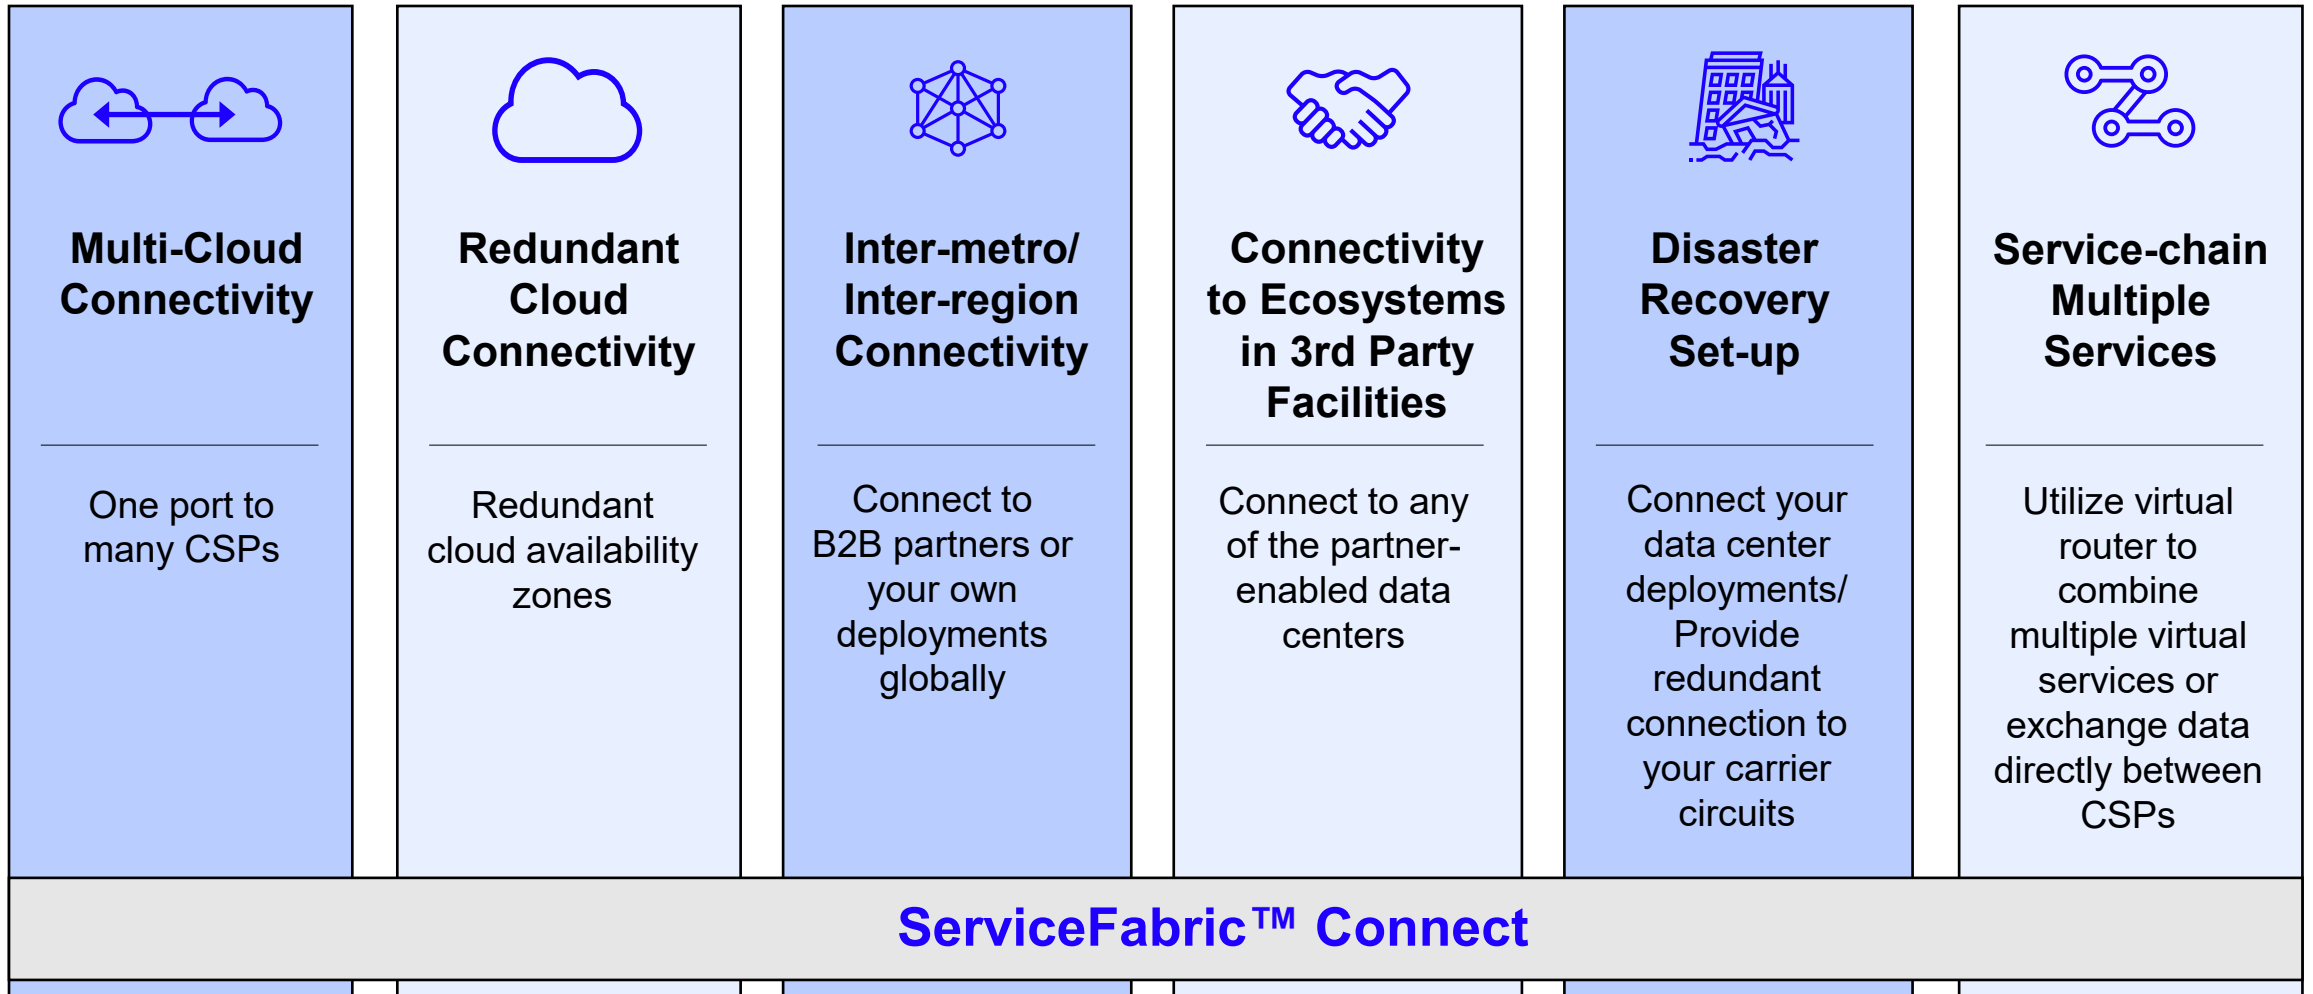 Multi-Cloud
Connectivity
One port to
many CSPs
Redundant
Cloud
Connectivity
Redundant
cloud availability
zones
Inter-metro/
Inter-region
Connectivity
Connect to
B2B partners or
your own
deployments
globally
Connectivity
to Ecosystems
in 3rd Party
Facilities
Connect to any
of the partner-
enabled data
centers
Disaster
Recovery
Set-up
Connect your
data center
deployments/
Provide
redundant
connection to
your carrier
circuits
Service-chain
Multiple
Services
Utilize virtual
router to
combine
multiple virtual
services or
exchange data
directly between
CSPs
ServiceFabric™ Connect